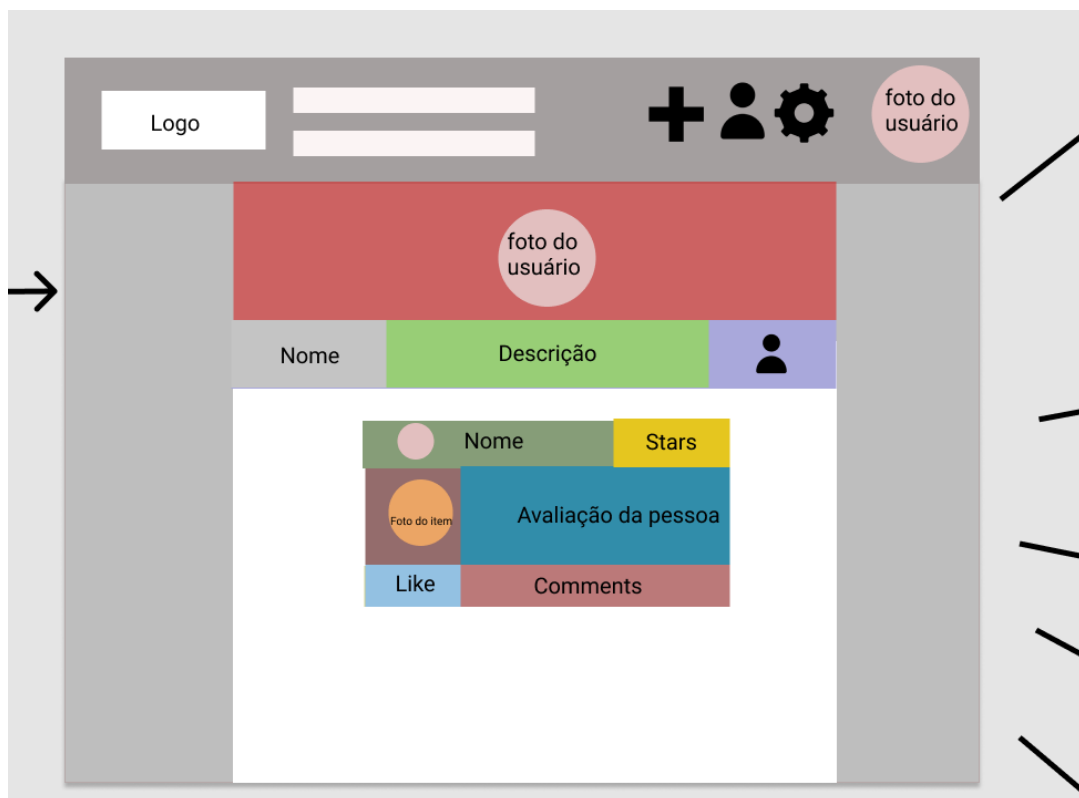 Logo
foto do
usuário
foto do
usuário
Nome
Descrição
Nome
Stars
Foto do item
Avaliação da pessoa
Like
Comments